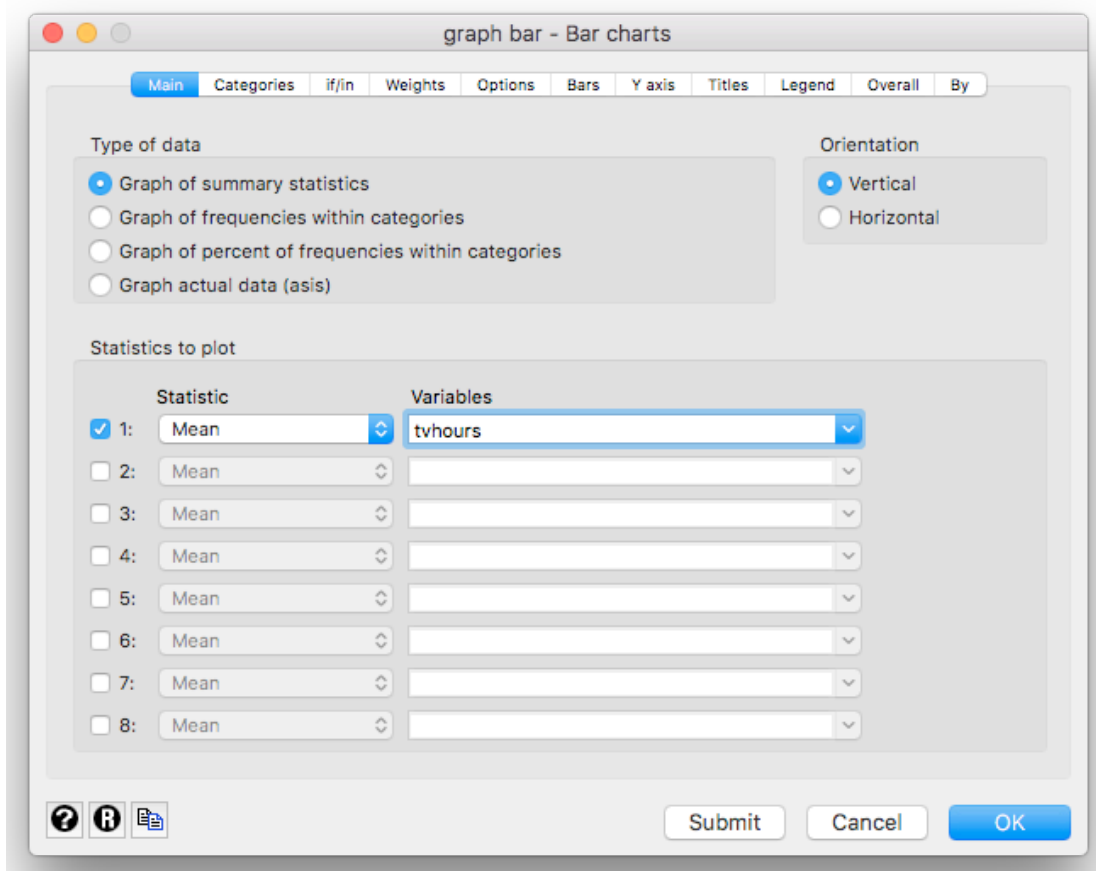 graph bar - Bar charts
Main Categories if/in Weights Options Bars Y axis Titles Legend Overall By
Type of data
Graph of summary statistics
Graph of frequencies within categories
Graph of percent of frequencies within categories
Graph actual data (asis)
Orientation
Vertical
Horizontal
Statistics to plot
Statistic Variables
1: Mean tvhours
2: Mean
3: Mean
4: Mean
5: Mean
6: Mean
7: Mean
8: Mean
? R Submit Cancel OK